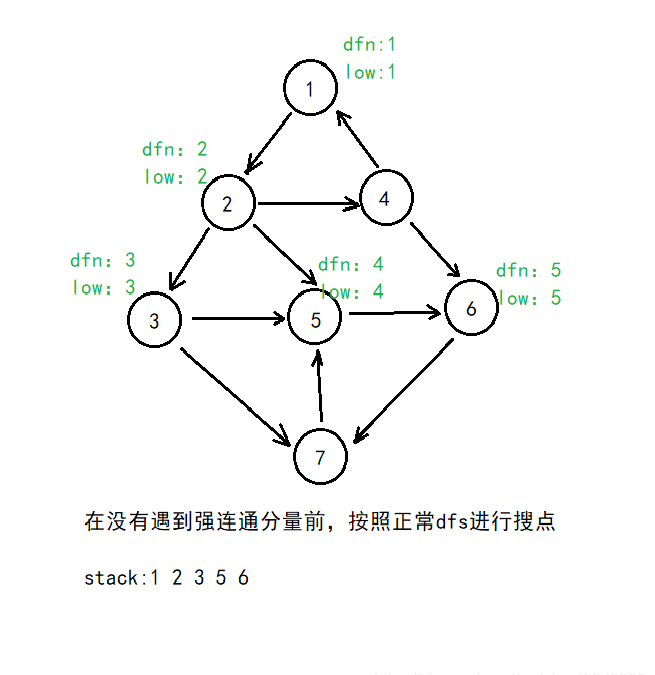 dfn:1
low:1
1
dfn: 2
low: 2
2
4
dfn: 3
low: 3
dfn: 4
low: 4
dfn: 5
low: 5
3
5
6
7
在没有遇到强连通分量前，按照正常dfs进行搜点
stack:1 2 3 5 6